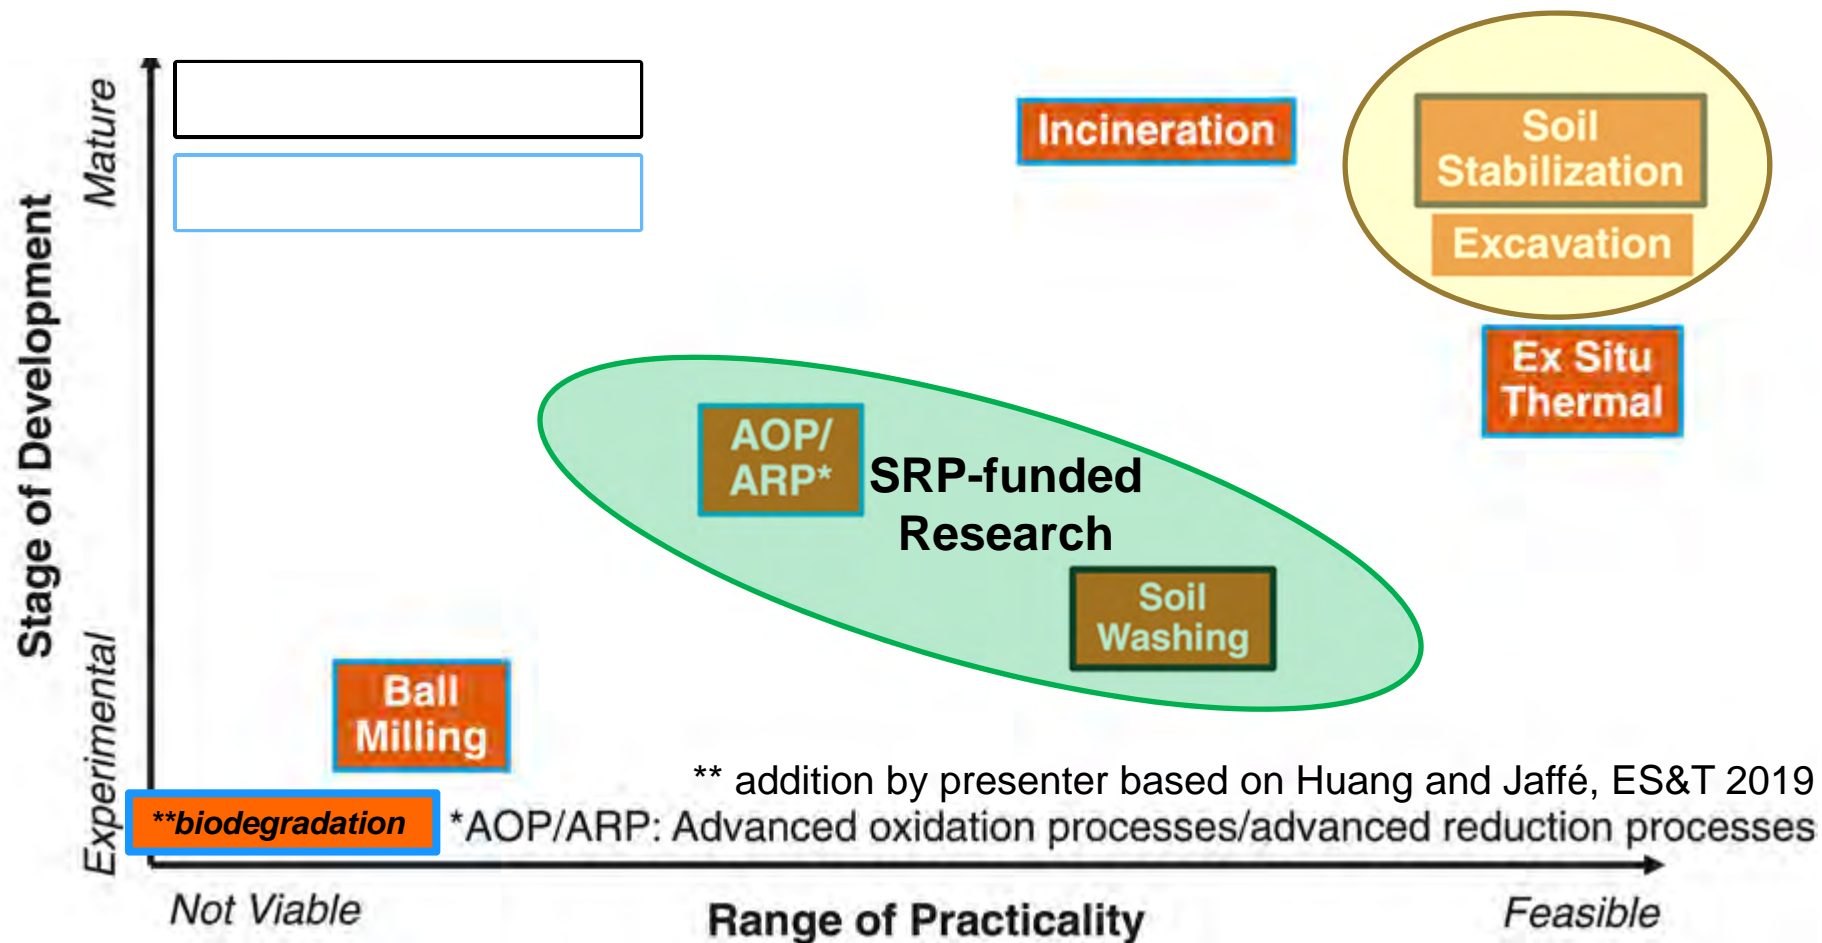 Mature
Stage of Development
Experimental
Incineration
Soil
Stabilization
Excavation
Ex Situ
Thermal
AOP/
ARP*
SRP-funded
Research
Soil
Washing
Ball
Milling
** addition by presenter based on Huang and Jaffé, ES&T 2019
**biodegradation
*AOP/ARP: Advanced oxidation processes/advanced reduction processes
Not Viable
Range of Practicality
Feasible